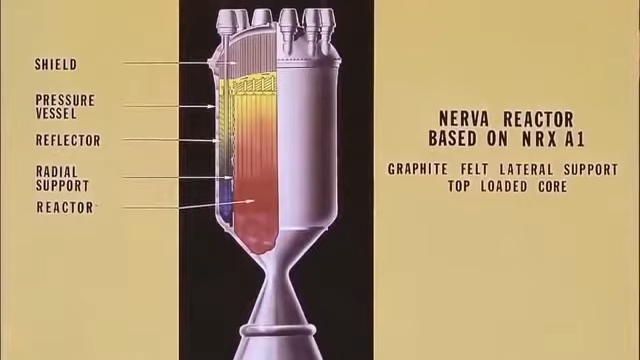 SHIELD
PRESSURE
VESSEL
REFLECTOR
RADIAL
SUPPORT
REACTOR
NERVA REACTOR
BASED ON NRX A1
GRAPHITE FELT LATERAL SUPPORT
TOP LOADED CORE